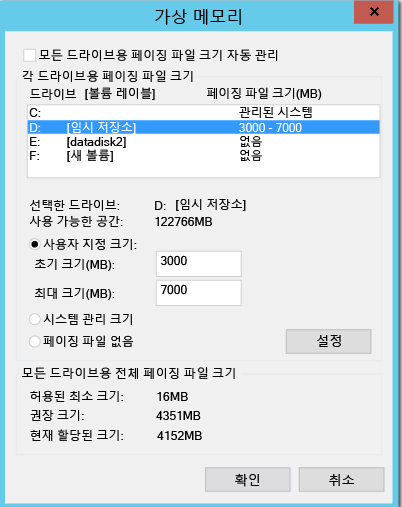 가상 메모리
모든 드라이브용 페이징 파일 크기 자동 관리
각 드라이브용 페이징 파일 크기
드라이브 [볼륨 레이블] 페이징 파일 크기(MB)
C: 관리된 시스템
D: [임시 저장소] 3000 - 7000
E: [datadisk2] 없음
F: [새 볼륨] 없음
선택한 드라이브: D: [임시 저장소]
사용 가능한 공간: 122766MB
사용자 지정 크기:
초기 크기(MB): 3000
최대 크기(MB): 7000
시스템 관리 크기
페이징 파일 없음 설정
모든 드라이브용 전체 페이징 파일 크기
허용된 최소 크기: 16MB
권장 크기: 4351MB
현재 할당된 크기: 4152MB
확인 취소